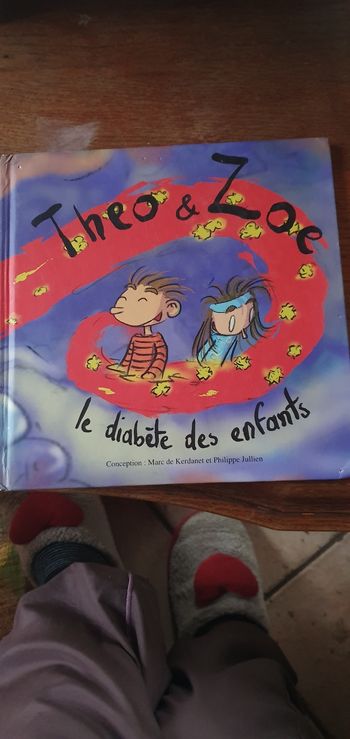 Theo & Zoe
le diabète des enfants
Conception : Marc de Kerdanet et Philippe Jullien